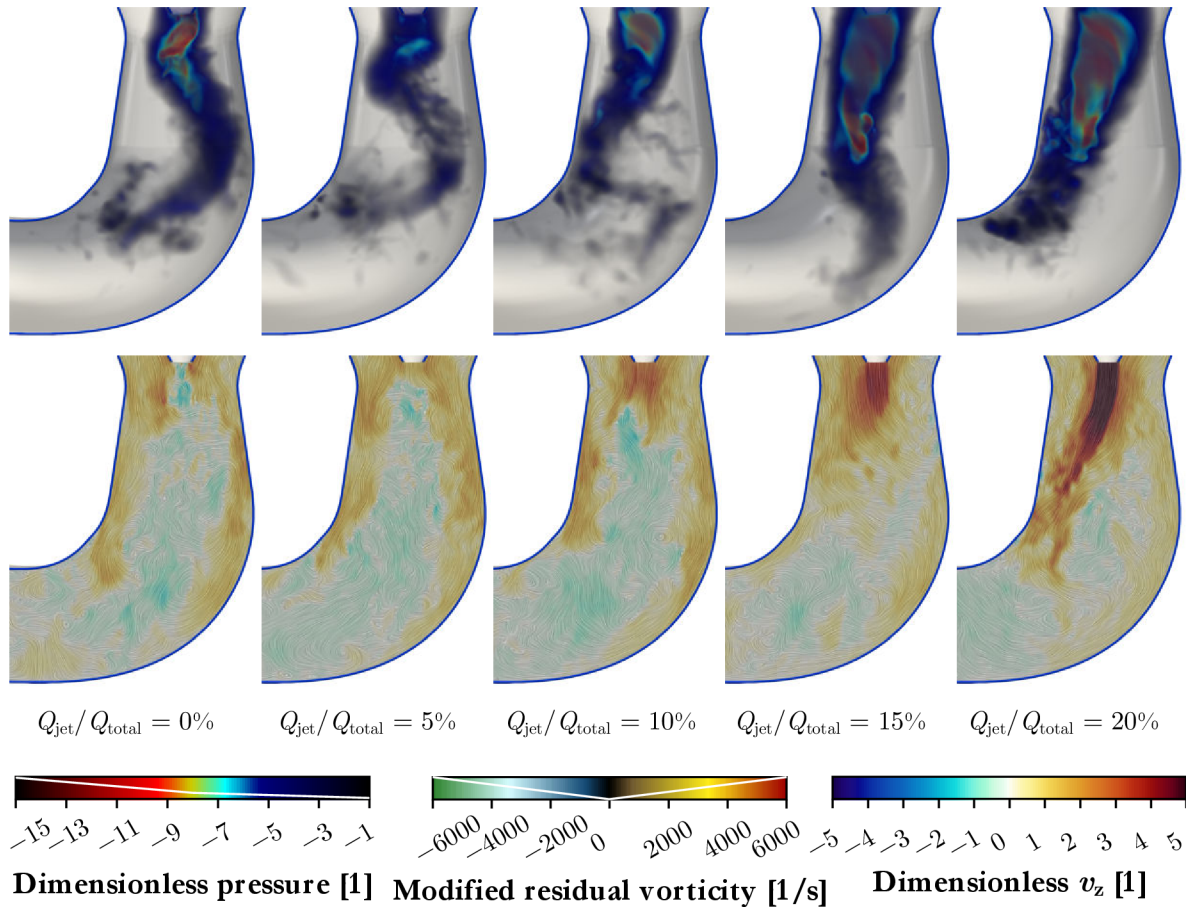 Q_jet/Q_total = 0% Q_jet/Q_total = 5% Q_jet/Q_total = 10% Q_jet/Q_total = 15% Q_jet/Q_total = 20%
−15 −13 −11 −9 −7 −5 −3 −1 −6000 −4000 −2000 0 2000 4000 6000 −5 −4 −3 −2 −1 0 1 2 3 4 5
Dimensionless pressure [1] Modified residual vorticity [1/s] Dimensionless v_z [1]